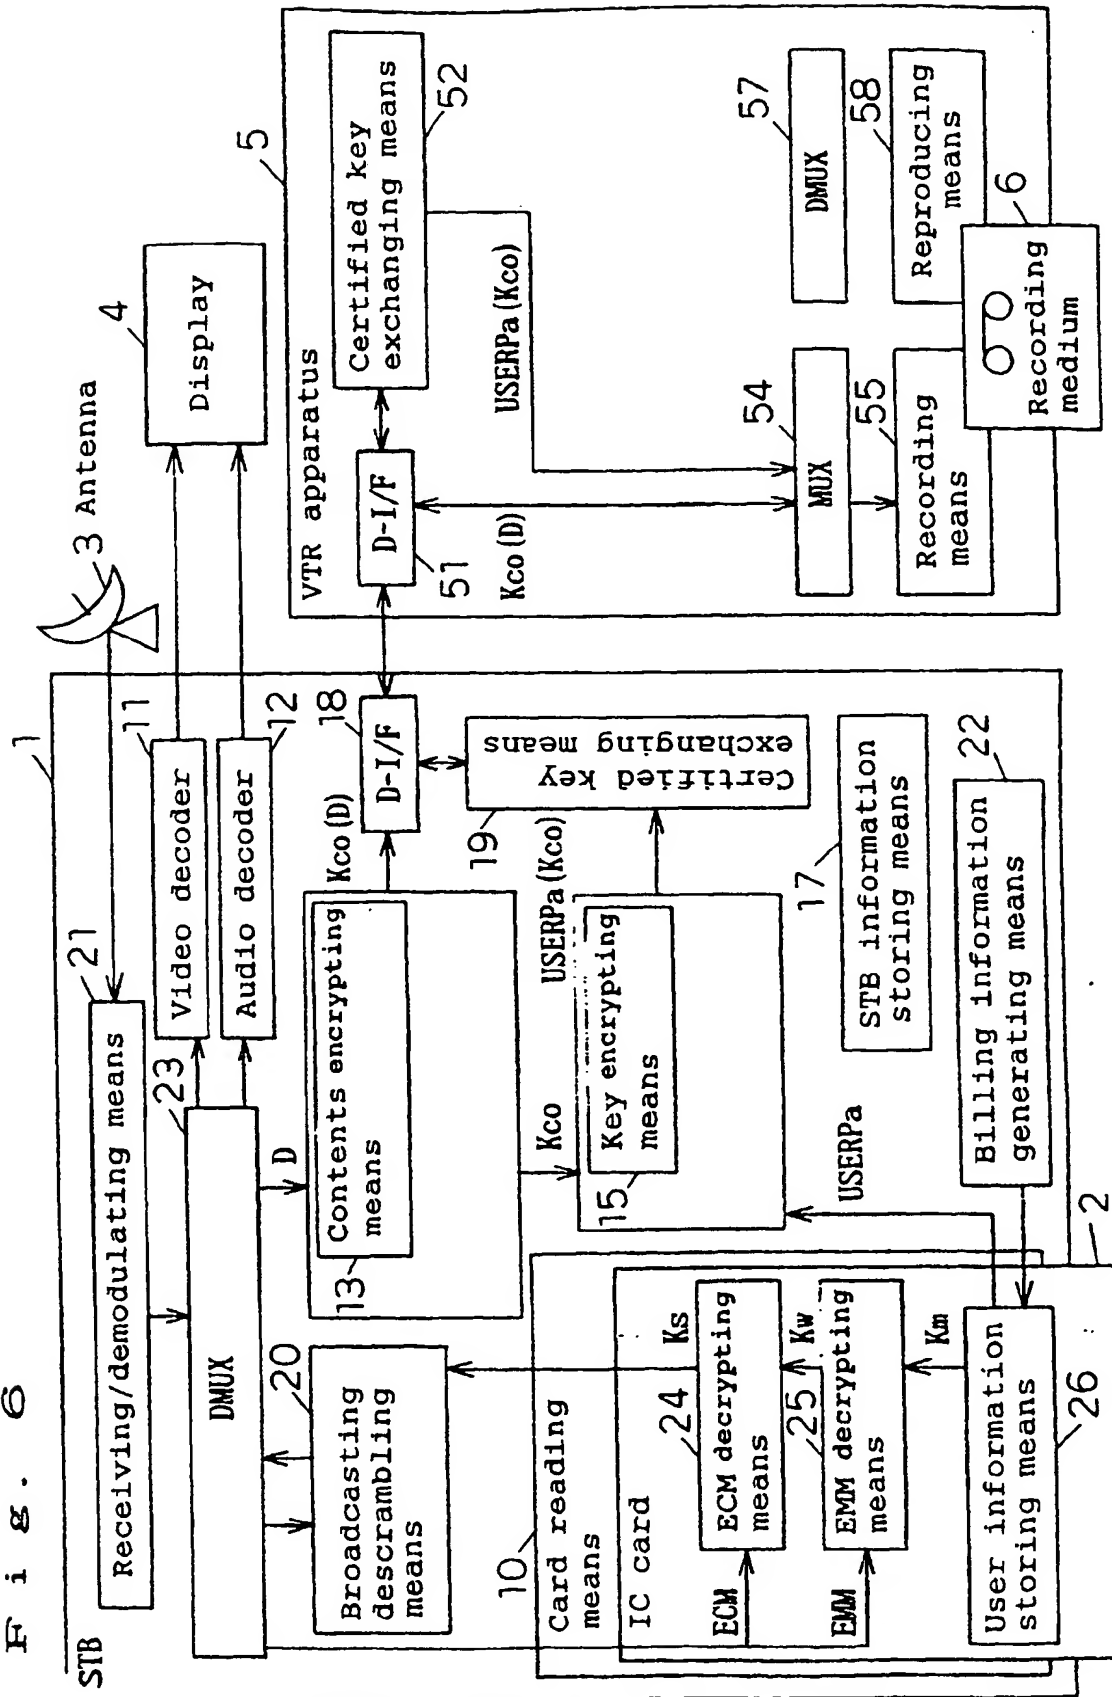 Fig. 6
STB
1
Receiving/demodulating means
21
3 Antenna
4
Display
Video decoder
11
Audio decoder
12
DMUX
23
D
Broadcasting
descrambling
means
20
Contents encrypting
means
13
Kco(D)
D-I/F
18
Certified key
exchanging means
19
Kco
USERPa(Kco)
Key encrypting
means
15
STB information
storing means
17
Billing information
generating means
22
USERPa
10
Card reading
means
IC card
2
Ks
ECM decrypting
means
24
ECM
Kw
EMM decrypting
means
25
EMM
Km
User information
storing means
26
5
VTR apparatus
D-I/F
51
Certified key
exchanging means
52
USERPa(Kco)
Kco(D)
MUX
54
DMUX
57
Recording
means
55
Reproducing
means
58
Recording
medium
6